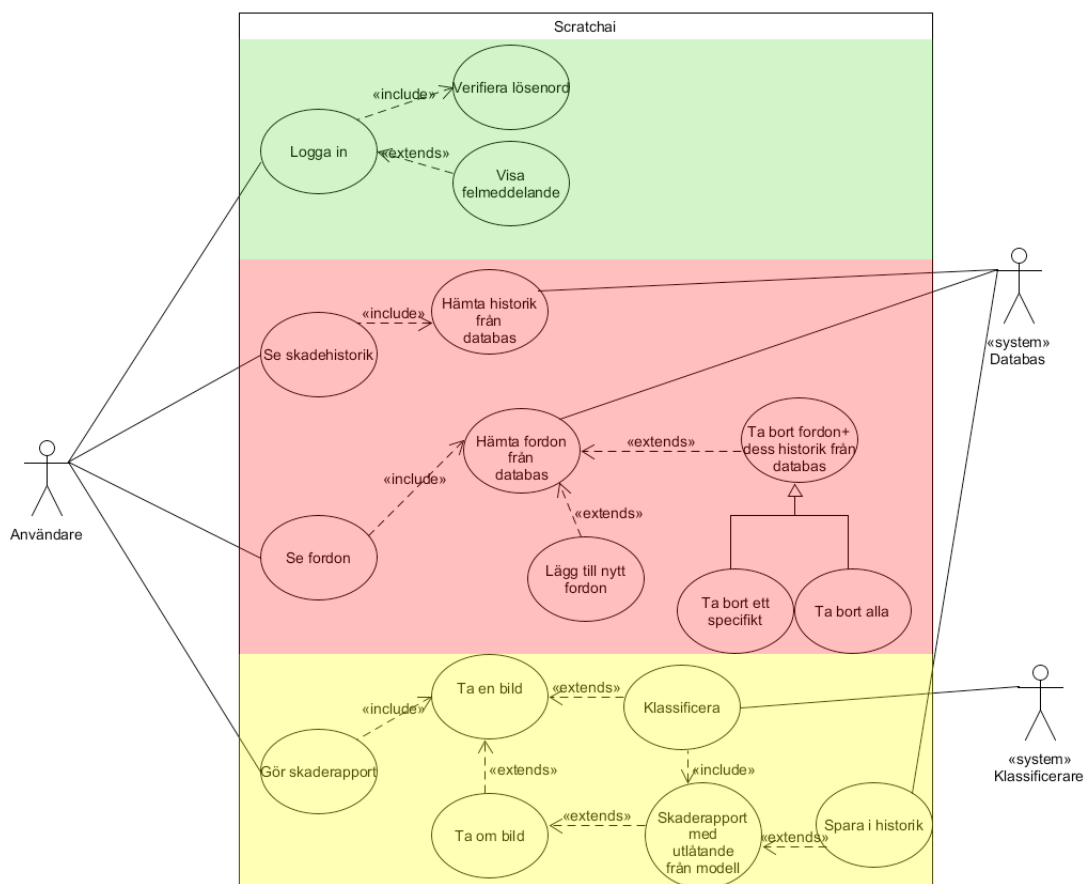 Scratchai
«include»
Verifiera lösenord
Logga in
«extends»
Visa
felmeddelande
Hämta historik
från
databas
«include»
Se skadehistorik
«system»
Databas
Hämta fordon
från
databas
«extends»
Ta bort fordon+
dess historik från
databas
«include»
Användare
«extends»
Se fordon
Lägg till nytt
fordon
Ta bort ett
specifikt
Ta bort alla
Ta en bild
«extends»
«include»
Klassificera
Gör skaderapport
«extends»
«include»
«system»
Klassificerare
Ta om bild
«extends»
Skaderapport
med
utlåtande
från modell
«extends»
Spara i historik